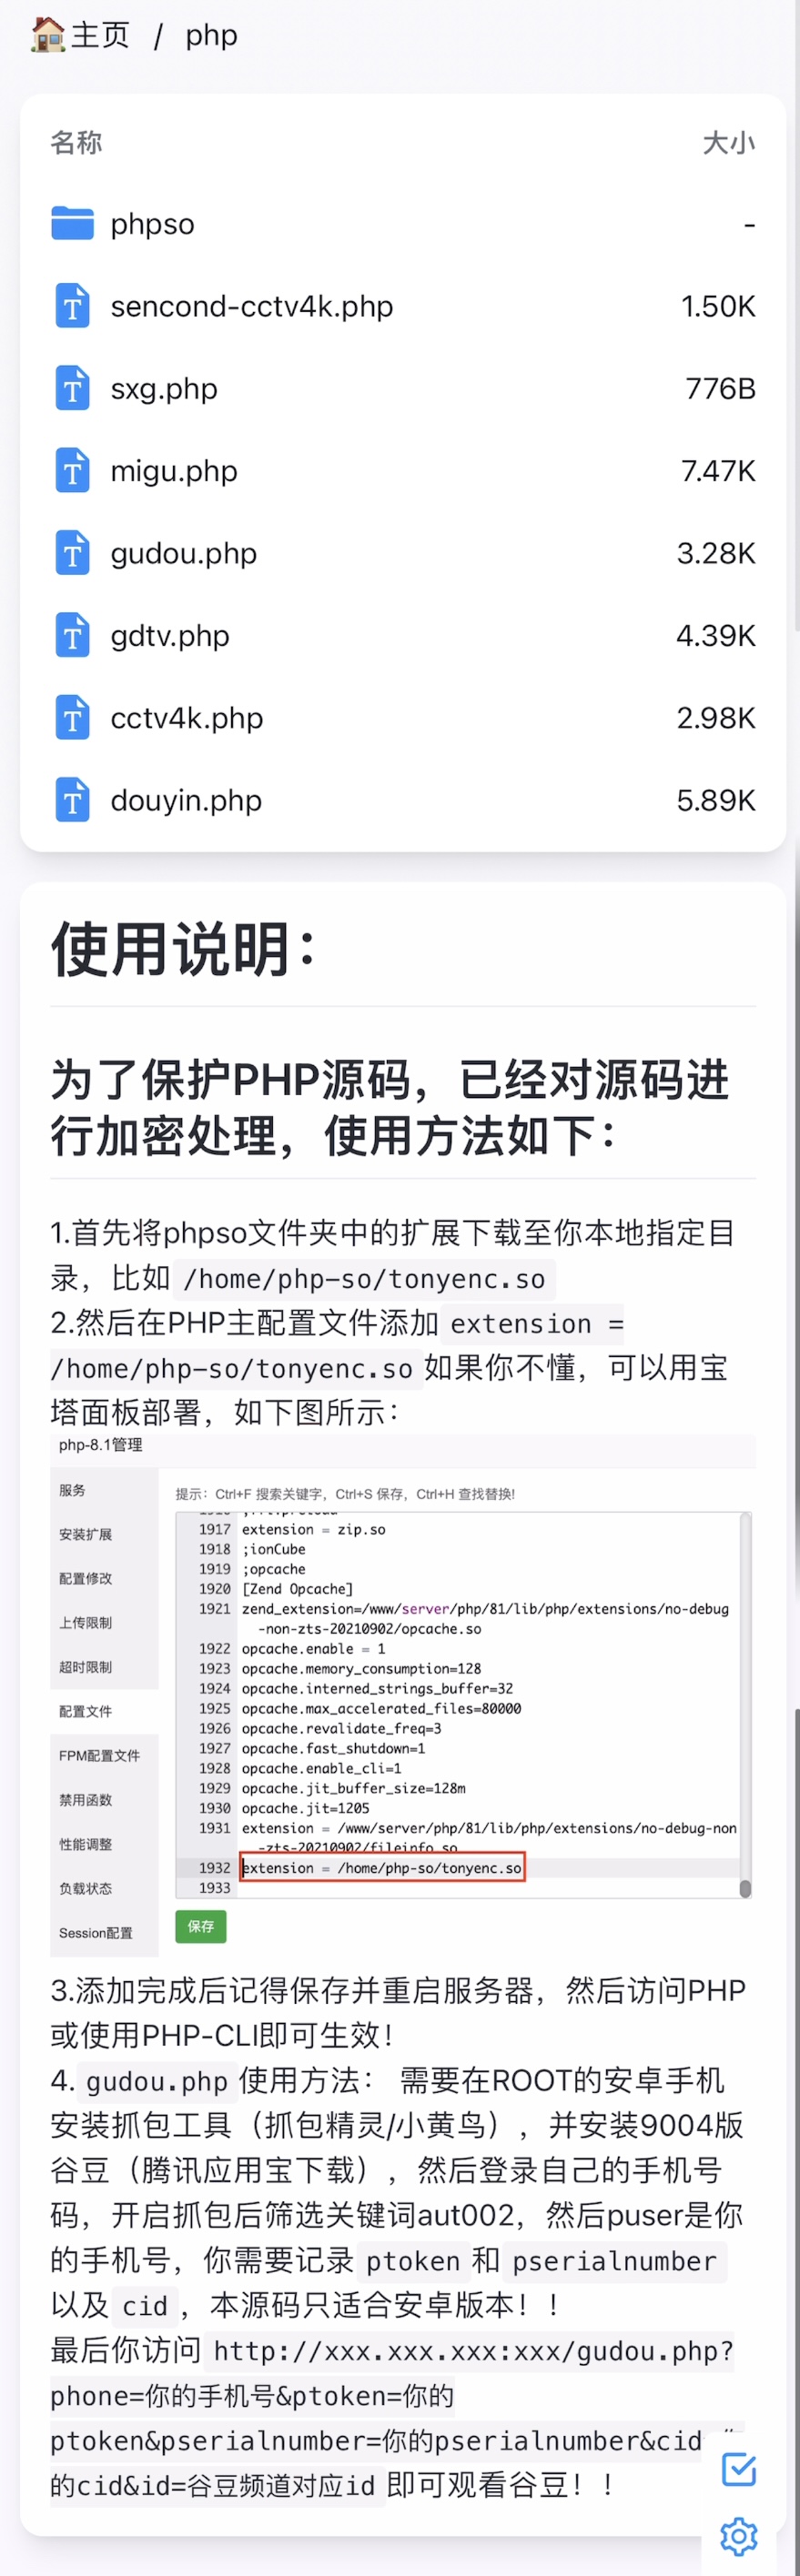 主页 / php
名称 大小
phpso -
sencond-cctv4k.php 1.50K
sxg.php 776B
migu.php 7.47K
gudou.php 3.28K
gdtv.php 4.39K
cctv4k.php 2.98K
douyin.php 5.89K
使用说明：
为了保护PHP源码，已经对源码进
行加密处理，使用方法如下：
1.首先将phpso文件夹中的扩展下载至你本地指定目
录，比如 /home/php-so/tonyenc.so
2.然后在PHP主配置文件添加 extension =
/home/php-so/tonyenc.so 如果你不懂，可以用宝
塔面板部署，如下图所示：
php-8.1管理
服务
安装扩展
配置修改
上传限制
超时限制
配置文件
FPM配置文件
禁用函数
性能调整
负载状态
Session配置
提示：Ctrl+F 搜索关键字，Ctrl+S 保存，Ctrl+H 查找替换!
1917 extension = zip.so
1918 ;ionCube
1919 ;opcache
1920 [Zend Opcache]
1921 zend_extension=/www/server/php/81/lib/php/extensions/no-debug
-non-zts-20210902/opcache.so
1922 opcache.enable = 1
1923 opcache.memory_consumption=128
1924 opcache.interned_strings_buffer=32
1925 opcache.max_accelerated_files=80000
1926 opcache.revalidate_freq=3
1927 opcache.fast_shutdown=1
1928 opcache.enable_cli=1
1929 opcache.jit_buffer_size=128m
1930 opcache.jit=1205
1931 extension = /www/server/php/81/lib/php/extensions/no-debug-non
-zts-20210902/fileinfo.so
1932 extension = /home/php-so/tonyenc.so
1933
保存
3.添加完成后记得保存并重启服务器，然后访问PHP
或使用PHP-CLI即可生效！
4. gudou.php 使用方法： 需要在ROOT的安卓手机
安装抓包工具（抓包精灵/小黄鸟），并安装9004版
谷豆（腾讯应用宝下载），然后登录自己的手机号
码，开启抓包后筛选关键词aut002，然后puser是你
的手机号，你需要记录 ptoken 和 pserialnumber
以及 cid ，本源码只适合安卓版本！！
最后你访问 http://xxx.xxx.xxx:xxx/gudou.php?
phone=你的手机号&ptoken=你的
ptoken&pserialnumber=你的pserialnumber&cid
的cid&id=谷豆频道对应id 即可观看谷豆！！